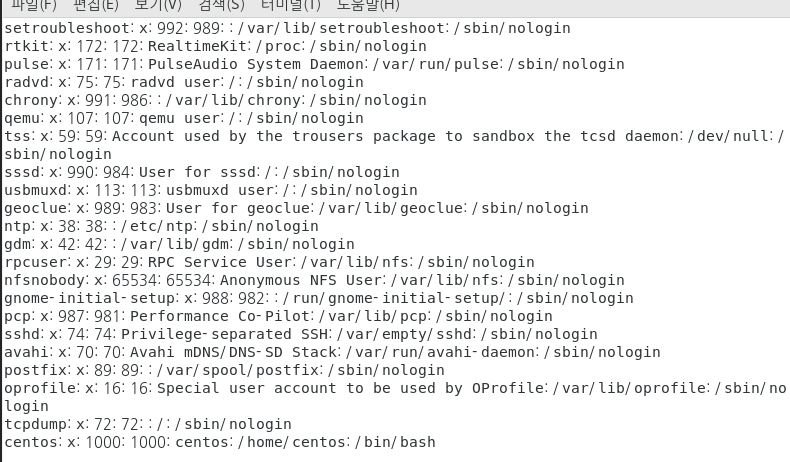 파일(F) 편집(E) 보기(V) 검색(S) 터미널(T) 도움말(H)
setroubleshoot:x:992:989::/var/lib/setroubleshoot:/sbin/nologin
rtkit:x:172:172:RealtimeKit:/proc:/sbin/nologin
pulse:x:171:171:PulseAudio System Daemon:/var/run/pulse:/sbin/nologin
radvd:x:75:75:radvd user:/:/sbin/nologin
chrony:x:991:986::/var/lib/chrony:/sbin/nologin
qemu:x:107:107:qemu user:/:/sbin/nologin
tss:x:59:59:Account used by the trousers package to sandbox the tcsd daemon:/dev/null:/
sbin/nologin
sssd:x:990:984:User for sssd:/:/sbin/nologin
usbmuxd:x:113:113:usbmuxd user:/:/sbin/nologin
geoclue:x:989:983:User for geoclue:/var/lib/geoclue:/sbin/nologin
ntp:x:38:38::/etc/ntp:/sbin/nologin
gdm:x:42:42::/var/lib/gdm:/sbin/nologin
rpcuser:x:29:29:RPC Service User:/var/lib/nfs:/sbin/nologin
nfsnobody:x:65534:65534:Anonymous NFS User:/var/lib/nfs:/sbin/nologin
gnome-initial-setup:x:988:982::/run/gnome-initial-setup/:/sbin/nologin
pcp:x:987:981:Performance Co-Pilot:/var/lib/pcp:/sbin/nologin
sshd:x:74:74:Privilege-separated SSH:/var/empty/sshd:/sbin/nologin
avahi:x:70:70:Avahi mDNS/DNS-SD Stack:/var/run/avahi-daemon:/sbin/nologin
postfix:x:89:89::/var/spool/postfix:/sbin/nologin
oprofile:x:16:16:Special user account to be used by OProfile:/var/lib/oprofile:/sbin/no
login
tcpdump:x:72:72::/:/sbin/nologin
centos:x:1000:1000:centos:/home/centos:/bin/bash